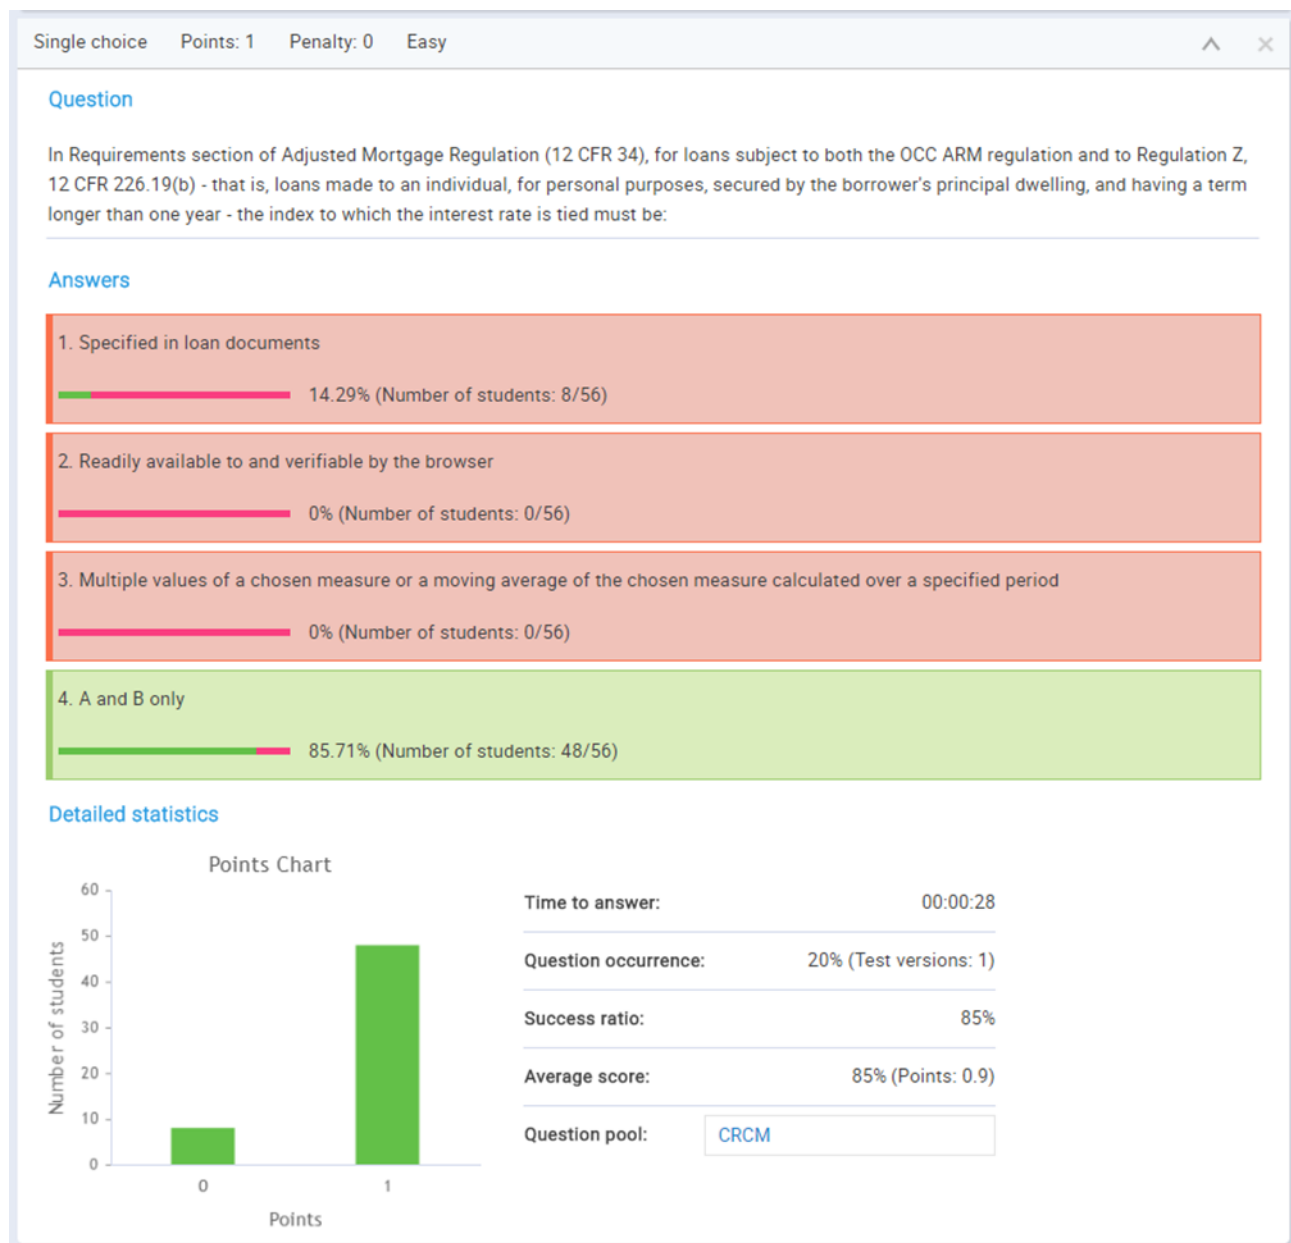 Single choice Points: 1 Penalty: 0 Easy
Question
In Requirements section of Adjusted Mortgage Regulation (12 CFR 34), for loans subject to both the OCC ARM regulation and to Regulation Z,
12 CFR 226.19(b) - that is, loans made to an individual, for personal purposes, secured by the borrower's principal dwelling, and having a term
longer than one year - the index to which the interest rate is tied must be:
Answers
1. Specified in loan documents
14.29% (Number of students: 8/56)
2. Readily available to and verifiable by the browser
0% (Number of students: 0/56)
3. Multiple values of a chosen measure or a moving average of the chosen measure calculated over a specified period
0% (Number of students: 0/56)
4. A and B only
85.71% (Number of students: 48/56)
Detailed statistics
Points Chart
Number of students
60
50
40
30
20
10
0
0 1
Points
Time to answer: 00:00:28
Question occurrence: 20% (Test versions: 1)
Success ratio: 85%
Average score: 85% (Points: 0.9)
Question pool: CRCM